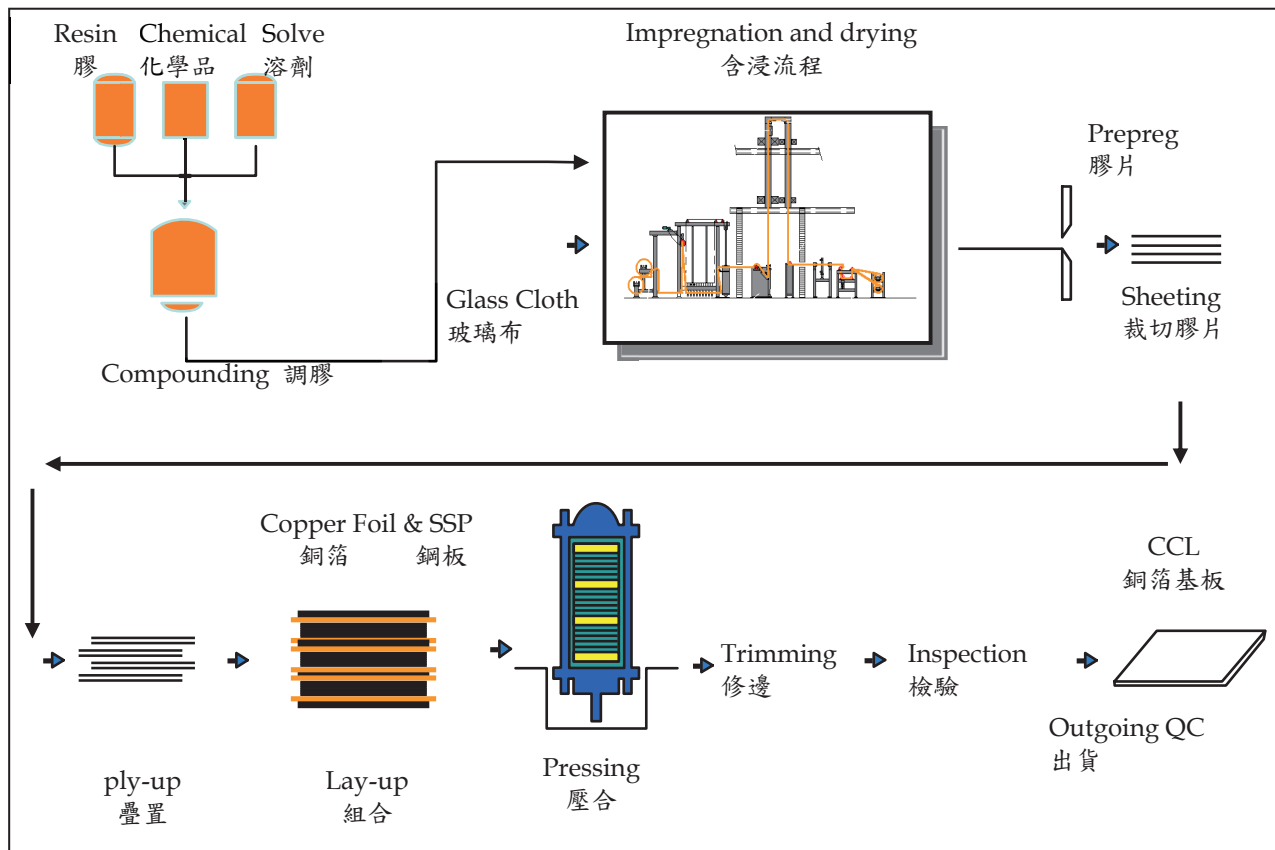 Resin Chemical Solve
膠 化學品 溶劑
Compounding 調膠
Impregnation and drying
含浸流程
Glass Cloth
玻璃布
Prepreg
膠片
Sheeting
裁切膠片
ply-up
疊置
Copper Foil & SSP
銅箔 鋼板
Lay-up
組合
Pressing
壓合
Trimming
修邊
Inspection
檢驗
CCL
銅箔基板
Outgoing QC
出貨